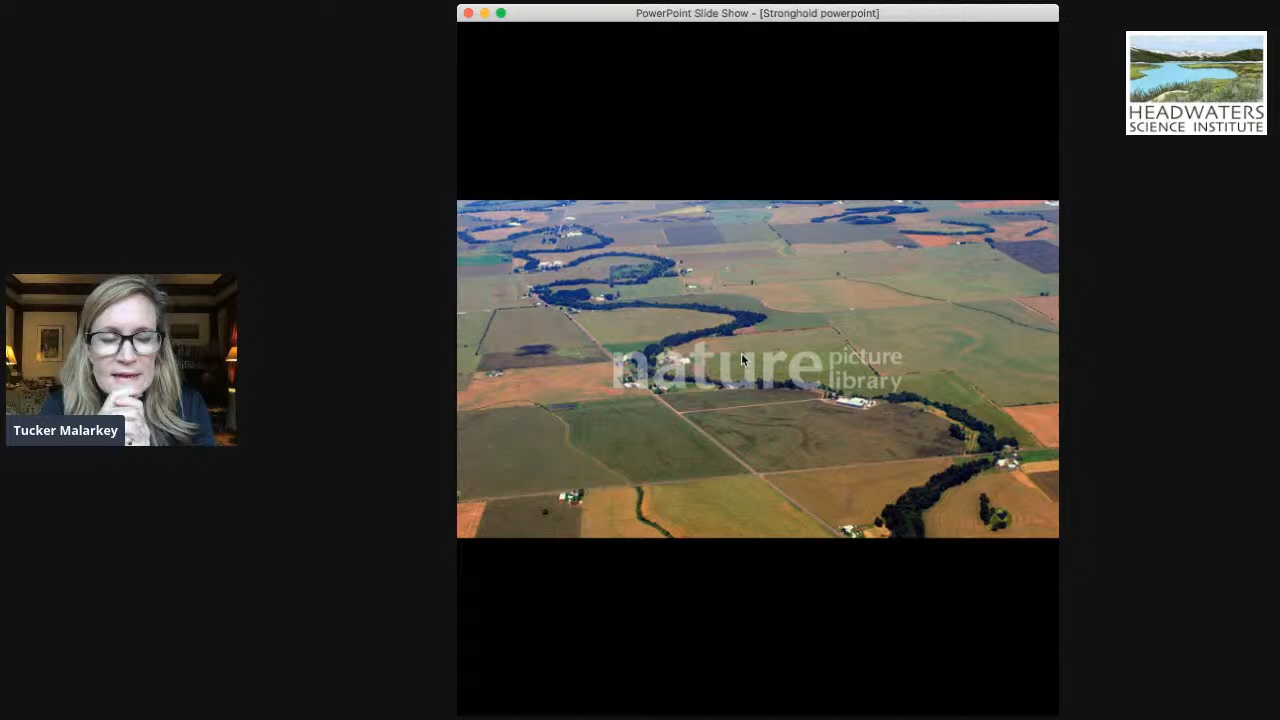 PowerPoint Slide Show - [Stronghold powerpoint]
HEADWATERS
SCIENCE INSTITUTE
nature picture
library
Tucker Malarkey